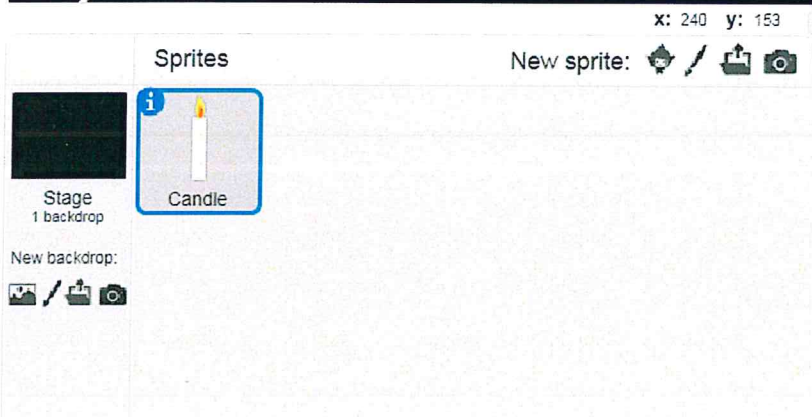 x: 240 y: 153
Sprites
New sprite:
i
Candle
Stage
1 backdrop
New backdrop: